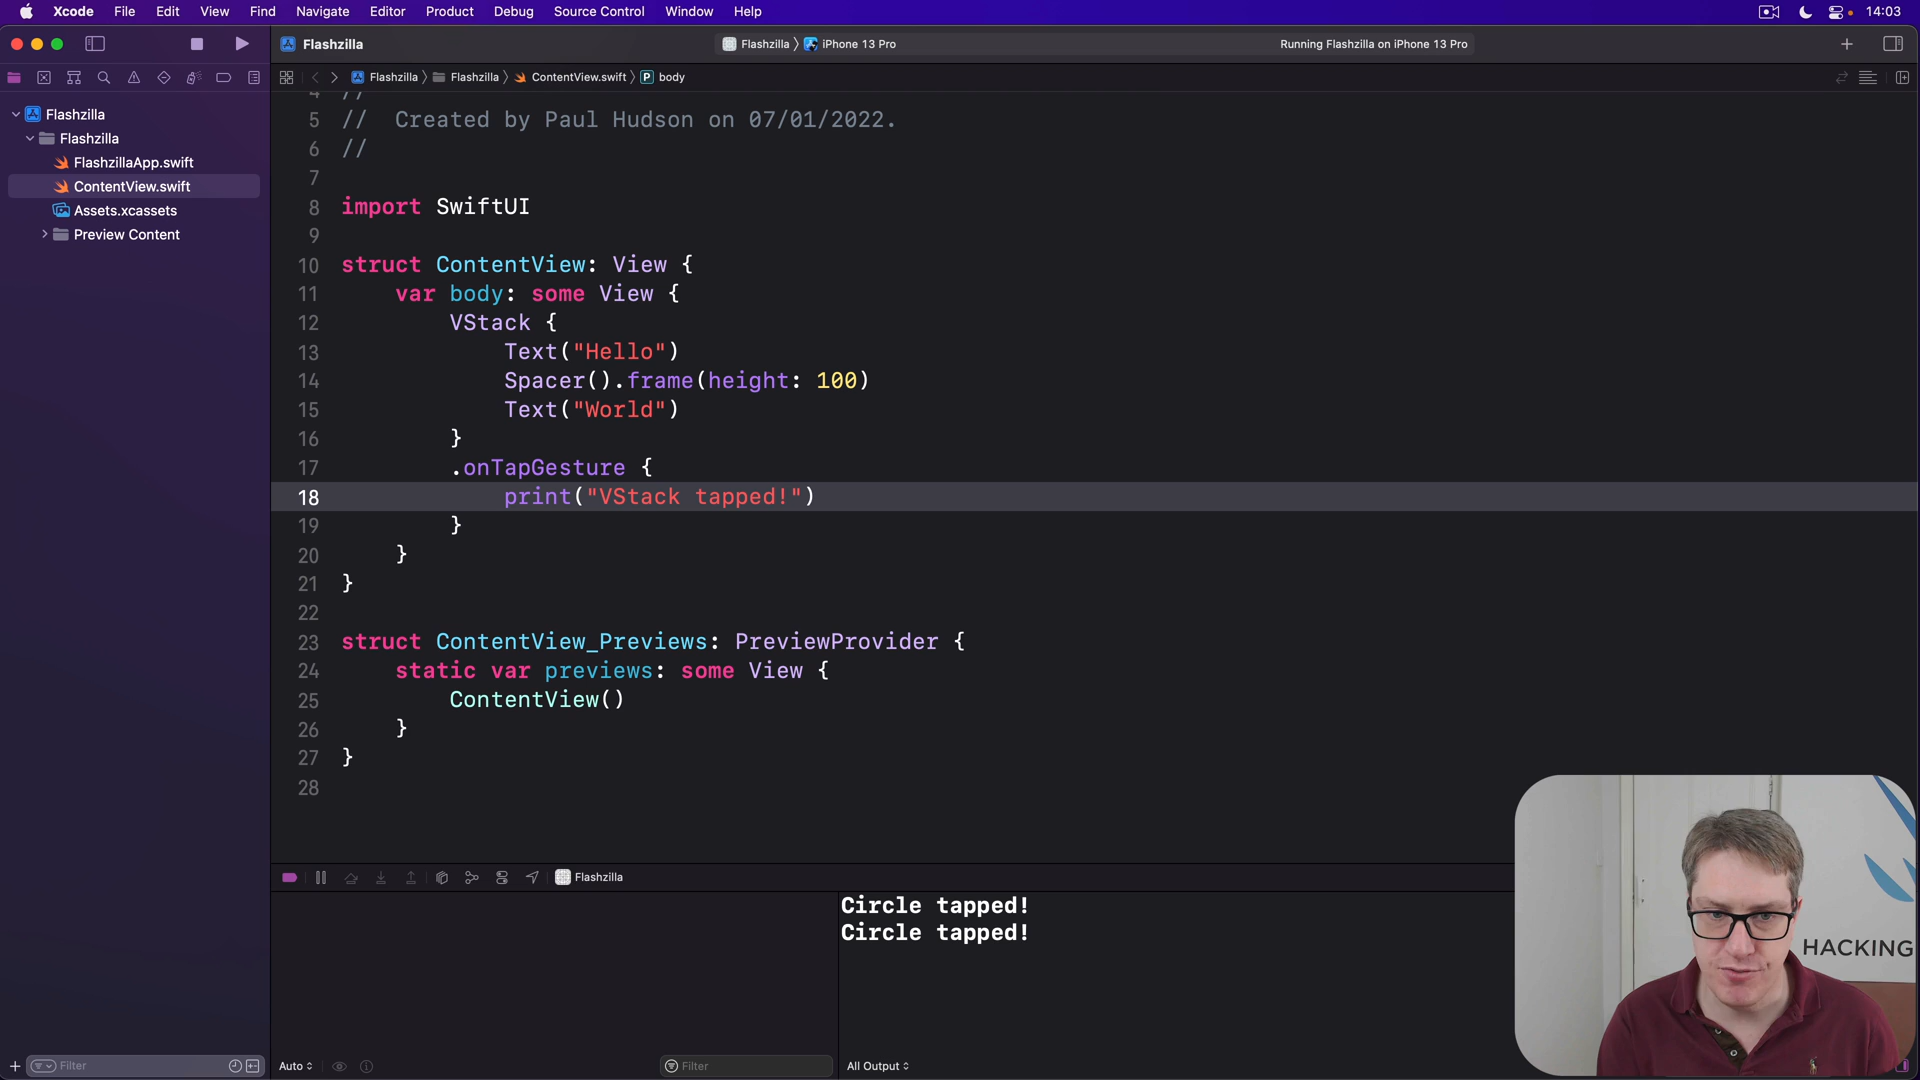 Xcode File Edit View Find Navigate Editor Product Debug Source Control Window Help 14:03
Flashzilla Flashzilla iPhone 13 Pro Running Flashzilla on iPhone 13 Pro
Flashzilla Flashzilla ContentView.swift P body
Flashzilla
Flashzilla
FlashzillaApp.swift
ContentView.swift
Assets.xcassets
Preview Content
4 //
5 //  Created by Paul Hudson on 07/01/2022.
6 //
7
8 import SwiftUI
9
10 struct ContentView: View {
11     var body: some View {
12         VStack {
13             Text("Hello")
14             Spacer().frame(height: 100)
15             Text("World")
16         }
17         .onTapGesture {
18             print("VStack tapped!")
19         }
20     }
21 }
22
23 struct ContentView_Previews: PreviewProvider {
24     static var previews: some View {
25         ContentView()
26     }
27 }
28
Flashzilla
Circle tapped!
Circle tapped!
HACKING
Filter Auto Filter All Output